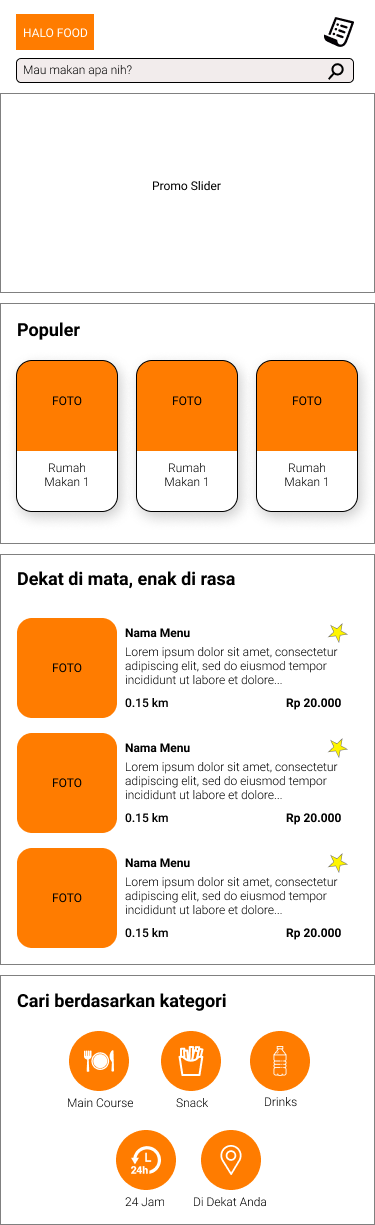 HALO FOOD
Mau makan apa nih?
Promo Slider
Populer
FOTO
Rumah
Makan 1
FOTO
Rumah
Makan 1
FOTO
Rumah
Makan 1
Dekat di mata, enak di rasa
FOTO
Nama Menu
Lorem ipsum dolor sit amet, consectetur
adipiscing elit, sed do eiusmod tempor
incididunt ut labore et dolore...
0.15 km Rp 20.000
FOTO
Nama Menu
Lorem ipsum dolor sit amet, consectetur
adipiscing elit, sed do eiusmod tempor
incididunt ut labore et dolore...
0.15 km Rp 20.000
FOTO
Nama Menu
Lorem ipsum dolor sit amet, consectetur
adipiscing elit, sed do eiusmod tempor
incididunt ut labore et dolore...
0.15 km Rp 20.000
Cari berdasarkan kategori
Main Course
Snack
Drinks
24h
24 Jam
Di Dekat Anda